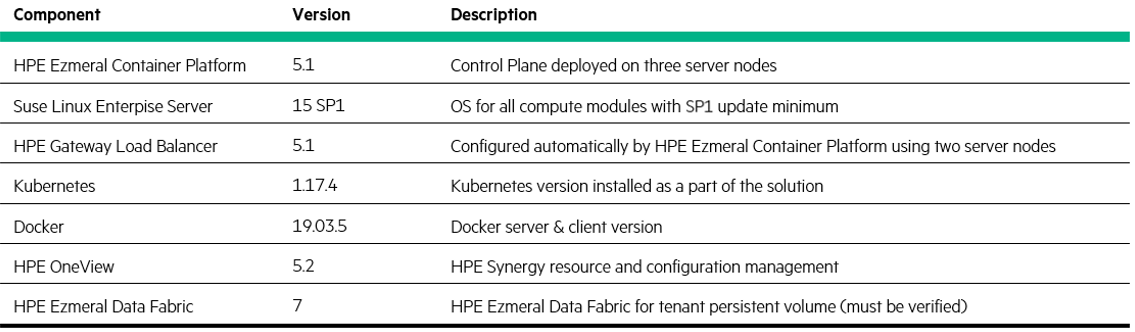 Component Version Description
HPE Ezmeral Container Platform 5.1 Control Plane deployed on three server nodes
Suse Linux Enterpise Server 15 SP1 OS for all compute modules with SP1 update minimum
HPE Gateway Load Balancer 5.1 Configured automatically by HPE Ezmeral Container Platform using two server nodes
Kubernetes 1.17.4 Kubernetes version installed as a part of the solution
Docker 19.03.5 Docker server & client version
HPE OneView 5.2 HPE Synergy resource and configuration management
HPE Ezmeral Data Fabric 7 HPE Ezmeral Data Fabric for tenant persistent volume (must be verified)